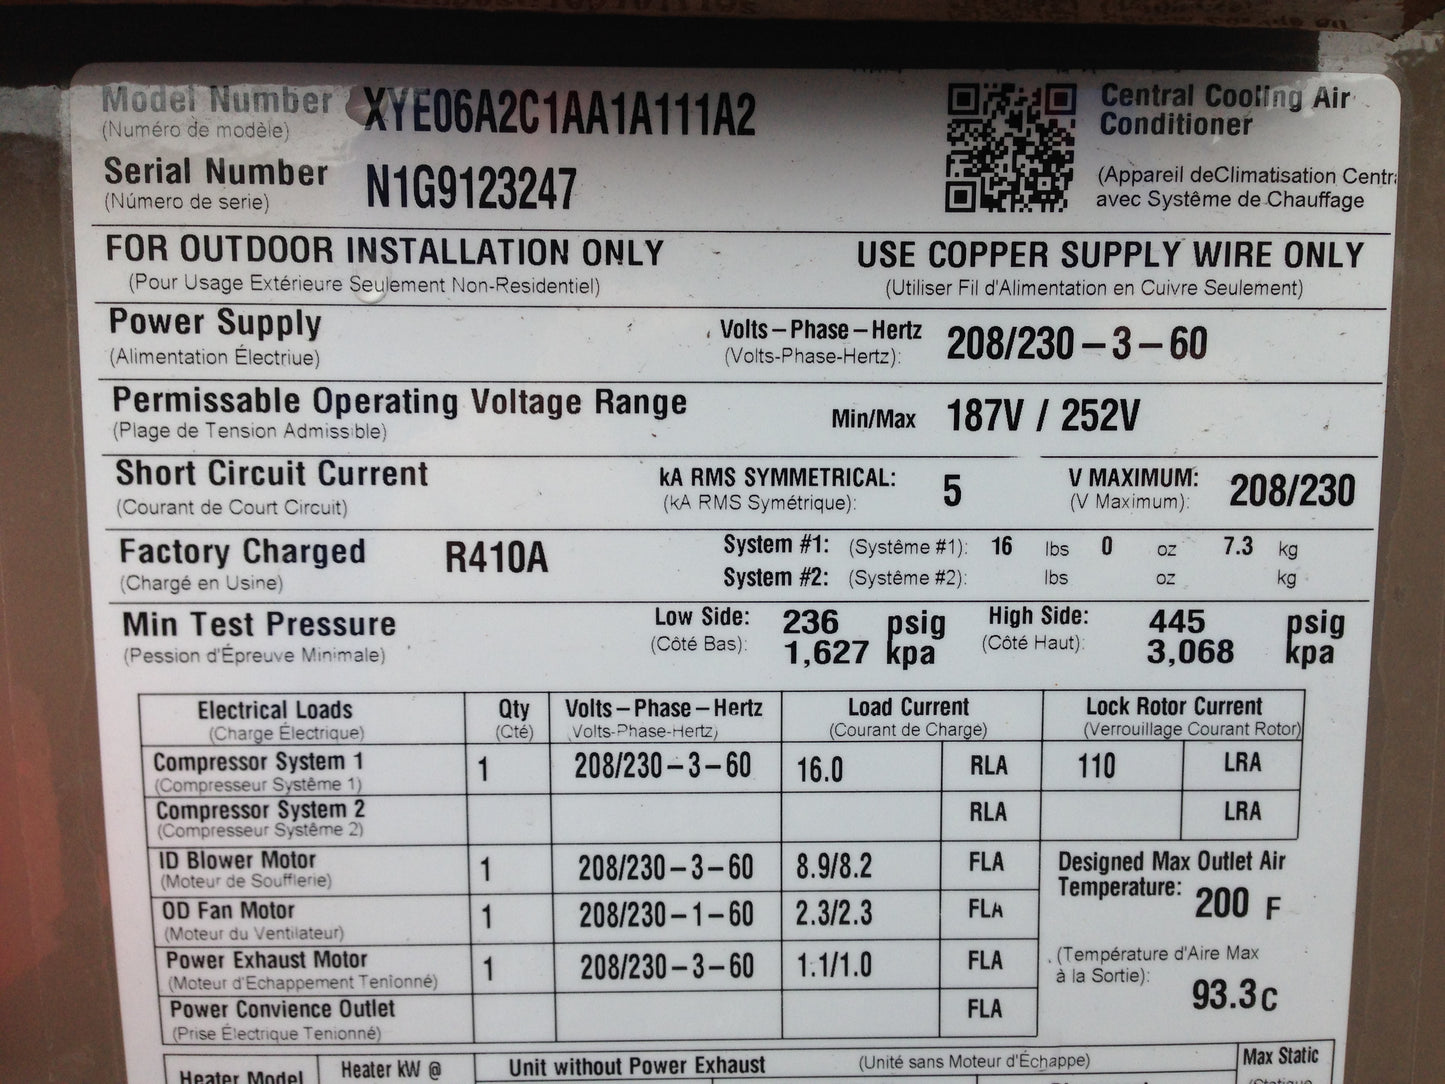 Model Number XYE06A2C1AA1A111A2
(Numéro de modèle)
Central Cooling Air
Conditioner
Serial Number N1G9123247
(Número de serie)
(Appareil deClimatisation Centr
avec Système de Chauffage
FOR OUTDOOR INSTALLATION ONLY USE COPPER SUPPLY WIRE ONLY
(Pour Usage Extérieure Seulement Non-Residentiel) (Utiliser Fil d'Alimentation en Cuivre Seulement)
Power Supply Volts – Phase – Hertz 208/230 – 3 – 60
(Alimentation Électriue) (Volts-Phase-Hertz):
Permissable Operating Voltage Range Min/Max 187V / 252V
(Plage de Tension Admissible)
Short Circuit Current kA RMS SYMMETRICAL: 5 V MAXIMUM: 208/230
(Courant de Court Circuit) (kA RMS Symétrique): (V Maximum):
Factory Charged R410A System #1: (Système #1): 16 lbs 0 oz 7.3 kg
(Chargé en Usine) System #2: (Système #2): lbs oz kg
Min Test Pressure Low Side: 236 psig High Side: 445 psig
(Pession d'Épreuve Minimale) (Côté Bas): 1,627 kpa (Côté Haut): 3,068 kpa
Electrical Loads Qty Volts – Phase – Hertz Load Current Lock Rotor Current
(Charge Électrique) (Qté) (Volts-Phase-Hertz) (Courant de Charge) (Verrouillage Courant Rotor)
Compressor System 1 1 208/230 – 3 – 60 16.0 RLA 110 LRA
(Compresseur Système 1)
Compressor System 2 RLA LRA
(Compresseur Système 2)
ID Blower Motor 1 208/230 – 3 – 60 8.9/8.2 FLA
(Moteur de Soufflerie)
OD Fan Motor 1 208/230 – 1 – 60 2.3/2.3 FLA
(Moteur du Ventilateur)
Power Exhaust Motor 1 208/230 – 3 – 60 1.1/1.0 FLA
(Moteur d'Echappement Tenionné)
Power Convience Outlet FLA
(Prise Électrique Tenionné)
Designed Max Outlet Air
Temperature: 200 F
(Température d'Aire Max
à la Sortie): 93.3 C
Heater Model Heater kW @ Unit without Power Exhaust (Unité sans Moteur d'Échappe) Max Static